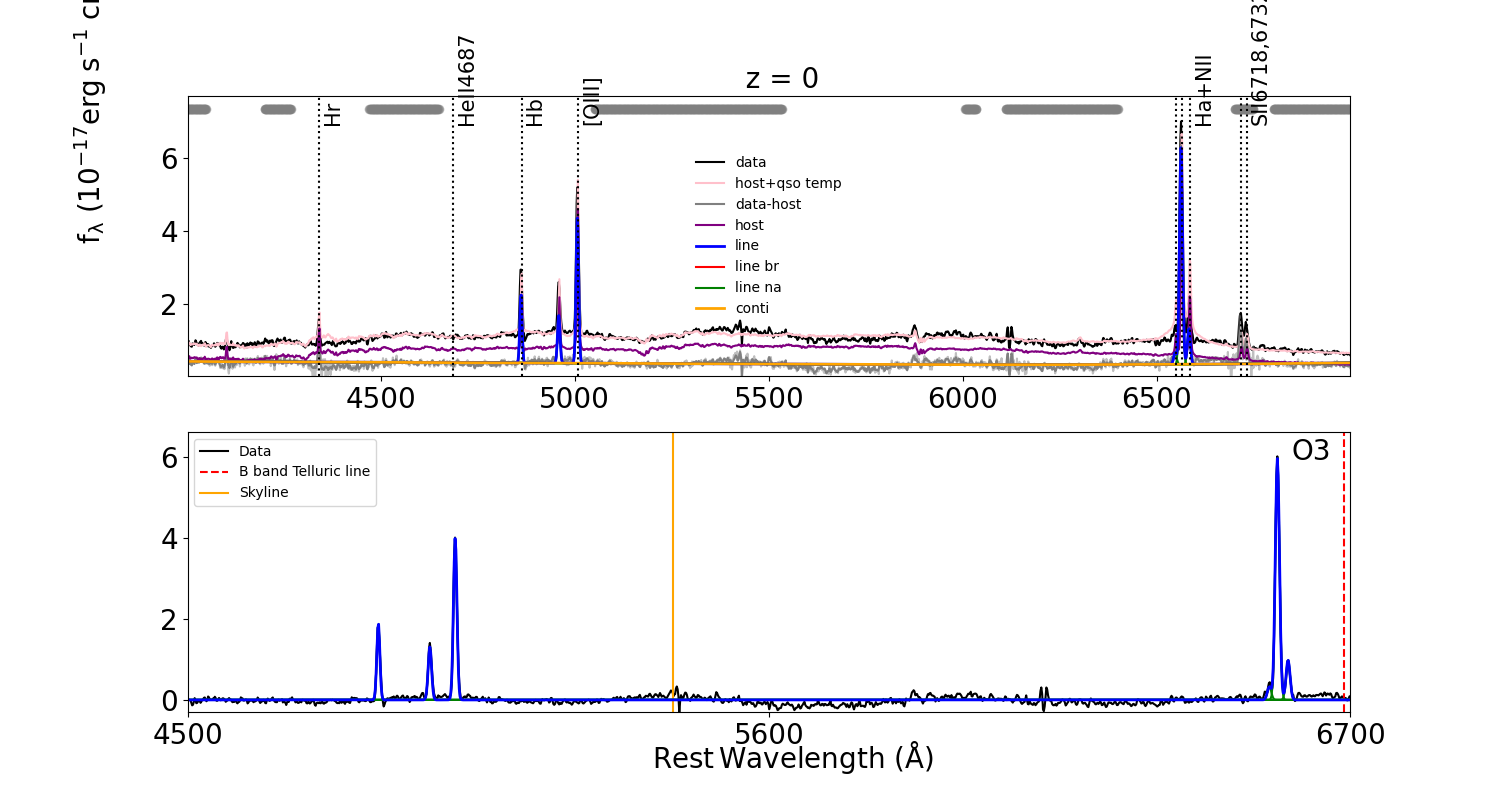 z = 0
f_λ (10^−17 erg s^−1
Hr
HeII4687
Hb
[OIII]
Ha+NII
SII6718,673
6
4
2
data
host+qso temp
data-host
host
line
line br
line na
conti
4500 5000 5500 6000 6500
6
4
2
0
Data
B band Telluric line
Skyline
O3
4500 5600 6700
Rest Wavelength (Å)